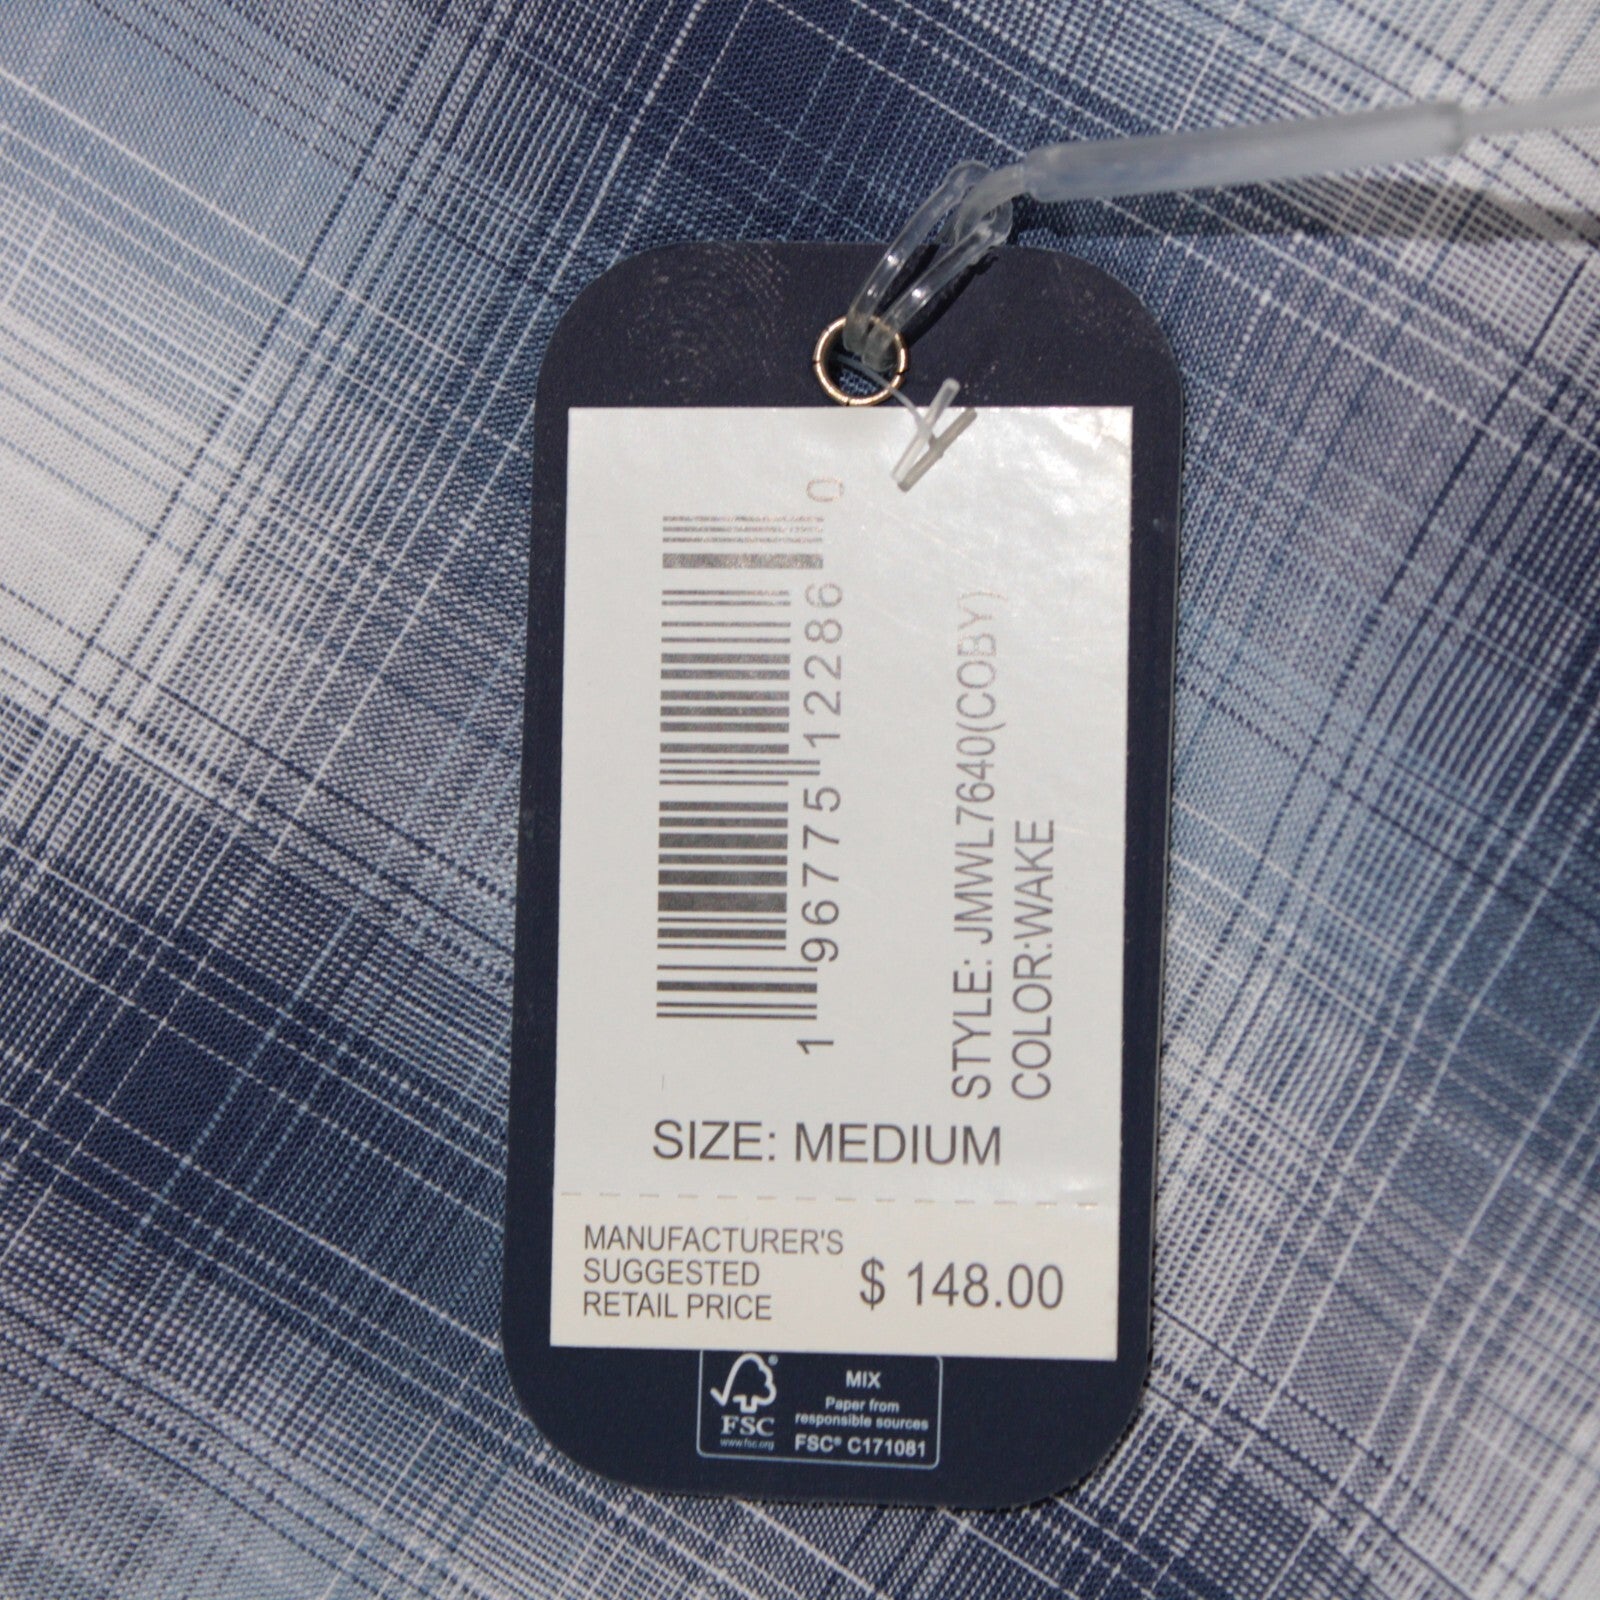 1 96775 12286 0
STYLE: JMWL7640(COBY)
COLOR:WAKE
SIZE: MEDIUM
MANUFACTURER'S
SUGGESTED
RETAIL PRICE
$ 148.00
FSC
www.fsc.org
MIX
Paper from
responsible sources
FSC® C171081